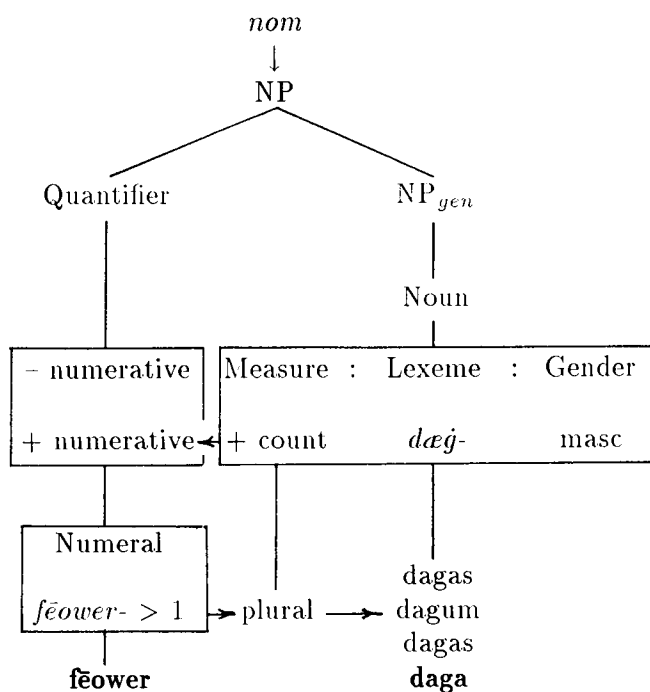 nom
↓
NP
Quantifier NPgen
Noun
– numerative Measure : Lexeme : Gender
+ numerative + count dæġ- masc
Numeral
dagas
fēower- > 1 plural dagum
dagas
fēower daga